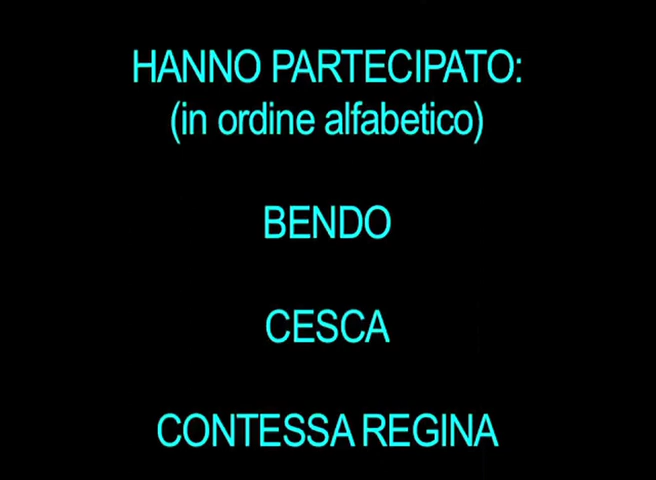 HANNO PARTECIPATO:
(in ordine alfabetico)
BENDO
CESCA
CONTESSA REGINA